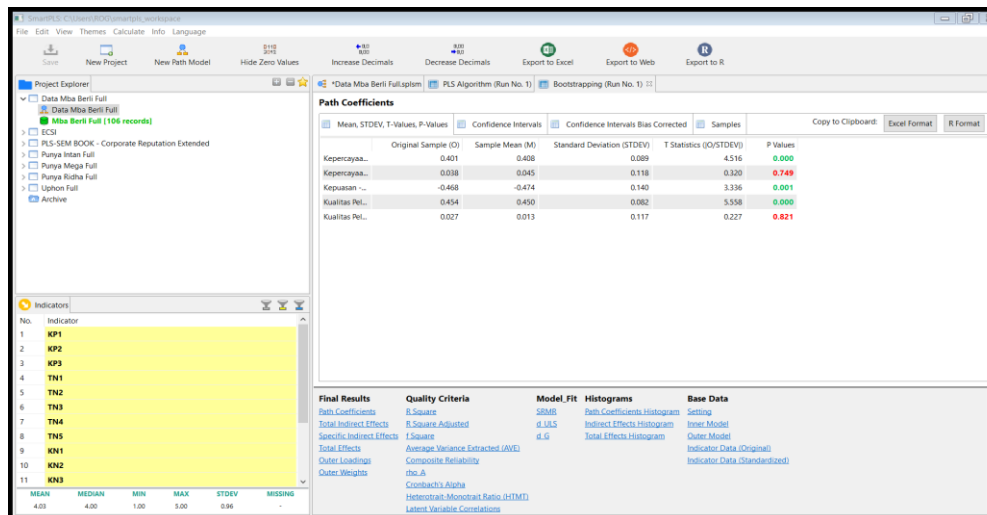 SmartPLS: C:\Users\ROG\smartpls_workspace
File Edit View Themes Calculate Info Language
Save New Project New Path Model Hide Zero Values Increase Decimals Decrease Decimals Export to Excel Export to Web Export to R
Project Explorer
Data Mba Berli Full
Data Mba Berli Full
Mba Berli Full [106 records]
ECSI
PLS-SEM BOOK - Corporate Reputation Extended
Punya Intan Full
Punya Mega Full
Punya Ridha Full
Uphon Full
Archive
*Data Mba Berli Full.splsm PLS Algorithm (Run No. 1) Bootstrapping (Run No. 1)
Path Coefficients
Mean, STDEV, T-Values, P-Values Confidence Intervals Confidence Intervals Bias Corrected Samples Copy to Clipboard: Excel Format R Format
Original Sample (O) Sample Mean (M) Standard Deviation (STDEV) T Statistics (|O/STDEV|) P Values
Kepercayaa... 0.401 0.408 0.089 4.516 0.000
Kepercayaa... 0.038 0.045 0.118 0.320 0.749
Kepuasan -... -0.468 -0.474 0.140 3.336 0.001
Kualitas Pel... 0.454 0.450 0.082 5.558 0.000
Kualitas Pel... 0.027 0.013 0.117 0.227 0.821
Indicators
No. Indicator
1 KP1
2 KP2
3 KP3
4 TN1
5 TN2
6 TN3
7 TN4
8 TN5
9 KN1
10 KN2
11 KN3
MEAN MEDIAN MIN MAX STDEV MISSING
4.03 4.00 1.00 5.00 0.96 -
Final Results
Path Coefficients
Total Indirect Effects
Specific Indirect Effects
Total Effects
Outer Loadings
Outer Weights
Quality Criteria
R Square
R Square Adjusted
f Square
Average Variance Extracted (AVE)
Composite Reliability
rho_A
Cronbach's Alpha
Heterotrait-Monotrait Ratio (HTMT)
Latent Variable Correlations
Model_Fit
SRMR
d_ULS
d_G
Histograms
Path Coefficients Histogram
Indirect Effects Histogram
Total Effects Histogram
Base Data
Setting
Inner Model
Outer Model
Indicator Data (Original)
Indicator Data (Standardized)